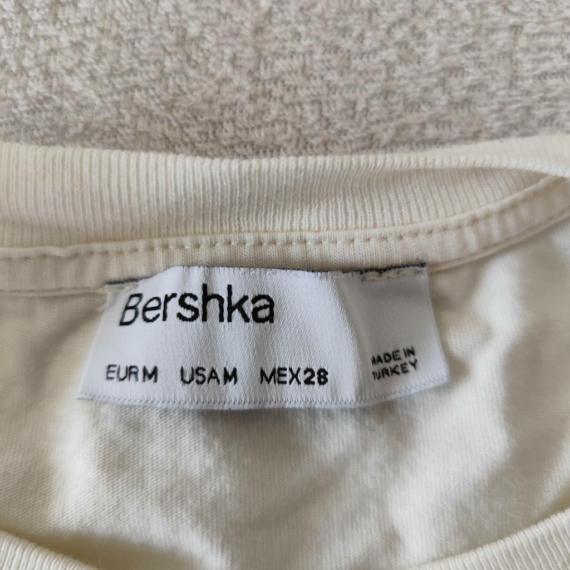 Bershka
EUR M USA M MEX 28
MADE IN
TURKEY